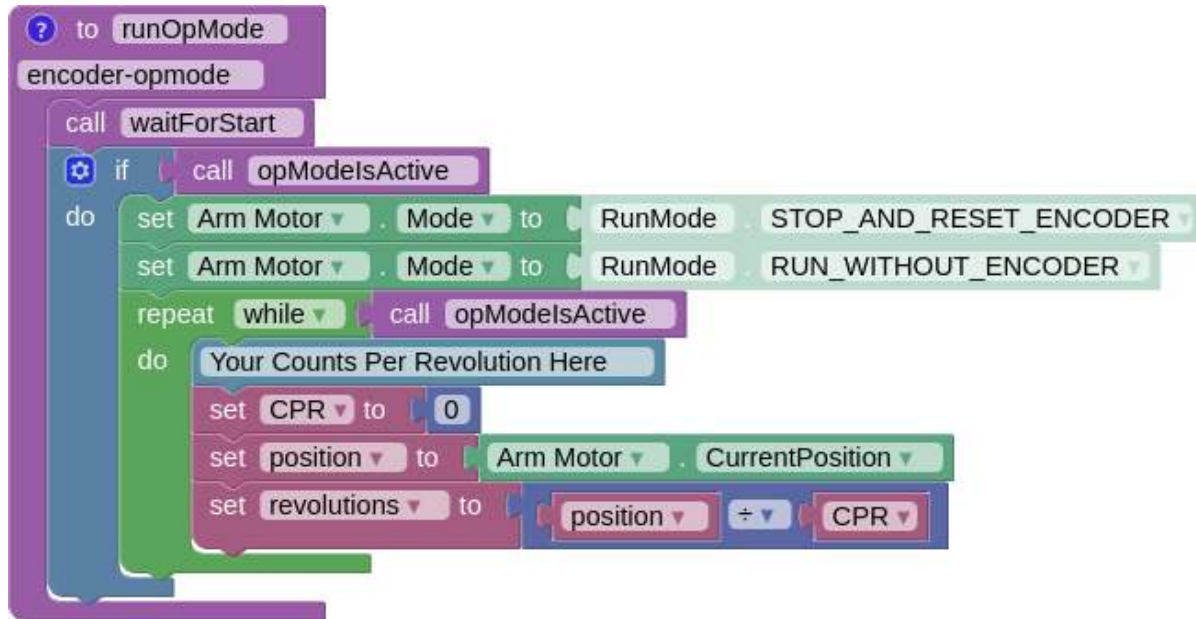 ? to runOpMode
encoder-opmode
call waitForStart
if call opModeIsActive
do set Arm Motor . Mode to RunMode . STOP_AND_RESET_ENCODER
set Arm Motor . Mode to RunMode . RUN_WITHOUT_ENCODER
repeat while call opModeIsActive
do Your Counts Per Revolution Here
set CPR to 0
set position to Arm Motor . CurrentPosition
set revolutions to position ÷ CPR